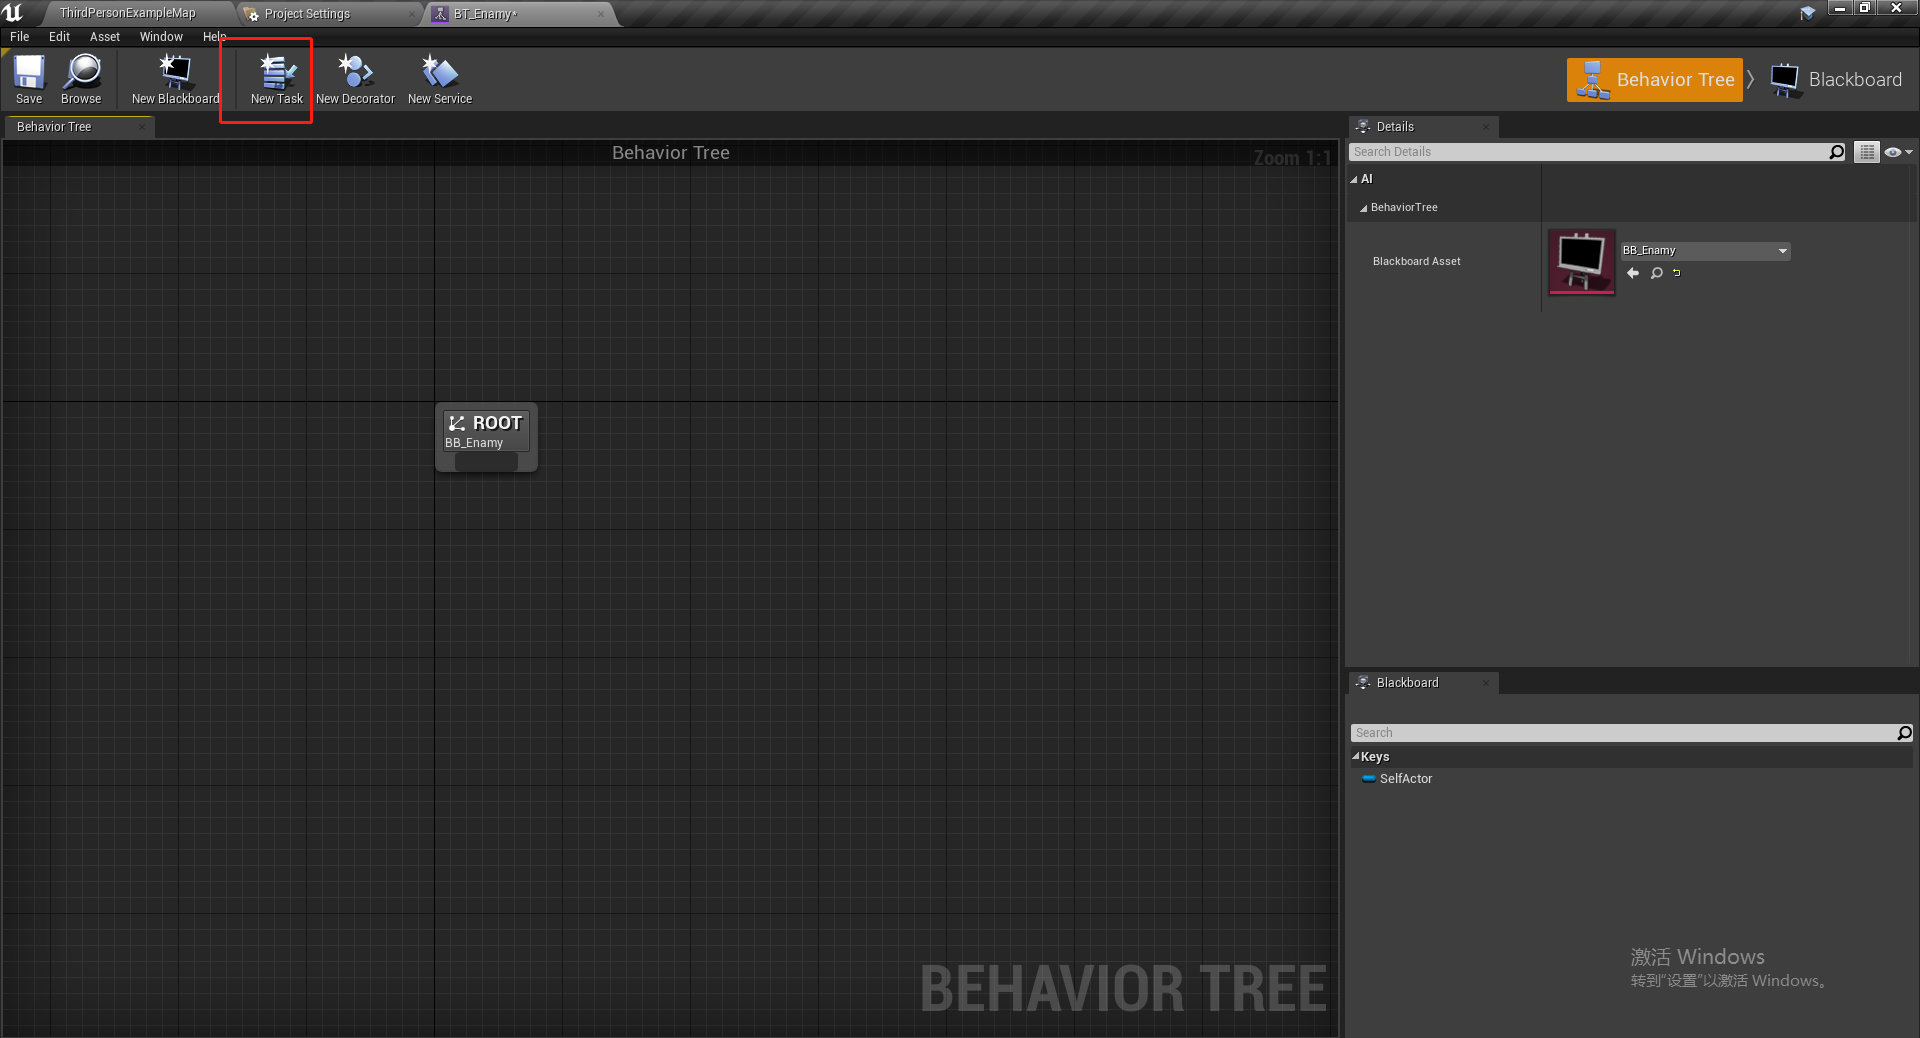 ThirdPersonExampleMap
Project Settings
BT_Enamy*
File Edit Asset Window Help
Save
Browse
New Blackboard
New Task
New Decorator
New Service
Behavior Tree
Blackboard
Behavior Tree
Behavior Tree
Zoom 1:1
ROOT
BB_Enamy
BEHAVIOR TREE
Details
Search Details
AI
BehaviorTree
Blackboard Asset
BB_Enamy
Blackboard
Search
Keys
SelfActor
激活 Windows
转到“设置”以激活 Windows。